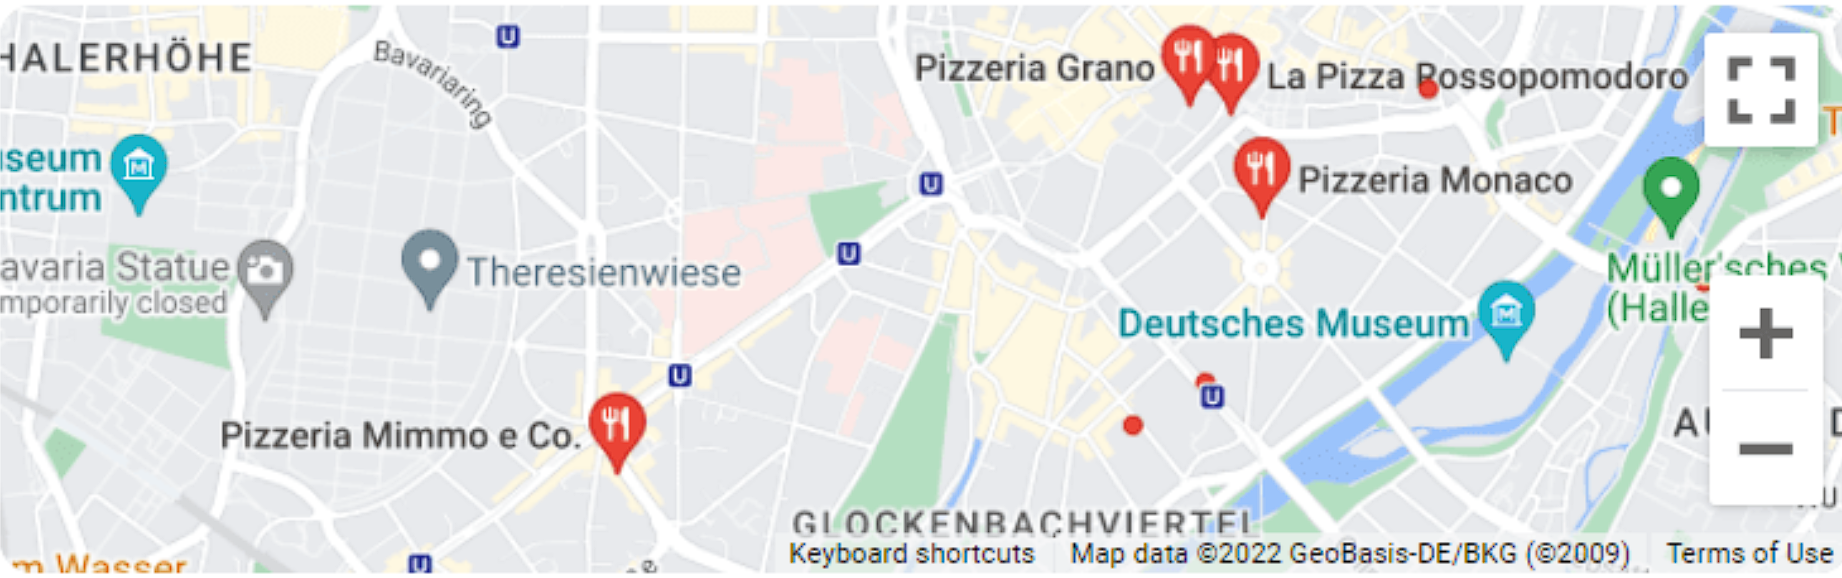 HALERHÖHE
Bavariaring
U
Pizzeria Grano
La Pizza Rossopomodoro
T
useum
ntrum
M
U
Pizzeria Monaco
U
avaria Statue
mporarily closed
Theresienwiese
Müller'sches V
(Halle
Deutsches Museum
M
U
U
Pizzeria Mimmo e Co.
A
D
GLOCKENBACHVIERTEL
U
m Wasser
Keyboard shortcuts
Map data ©2022 GeoBasis-DE/BKG (©2009)
Terms of Use